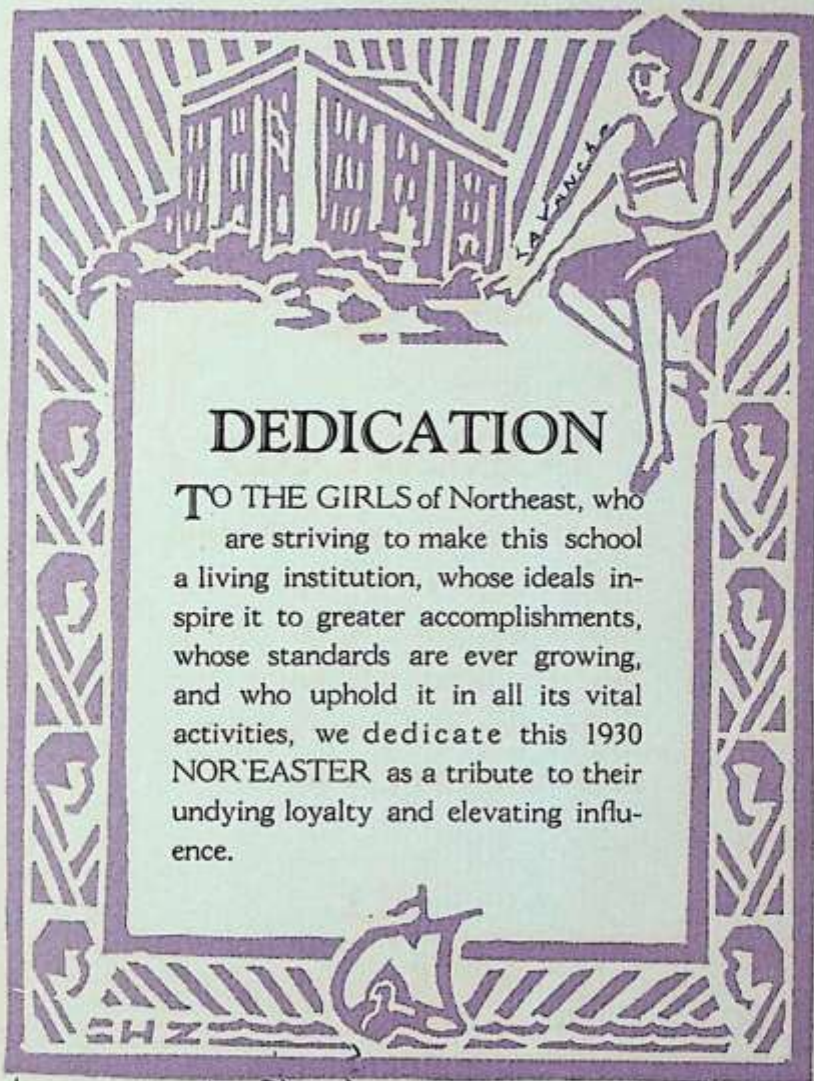 LAVANCHA
DEDICATION
TO THE GIRLS of Northeast, who
are striving to make this school
a living institution, whose ideals in-
spire it to greater accomplishments,
whose standards are ever growing,
and who uphold it in all its vital
activities, we dedicate this 1930
NOR'EASTER as a tribute to their
undying loyalty and elevating influ-
ence.